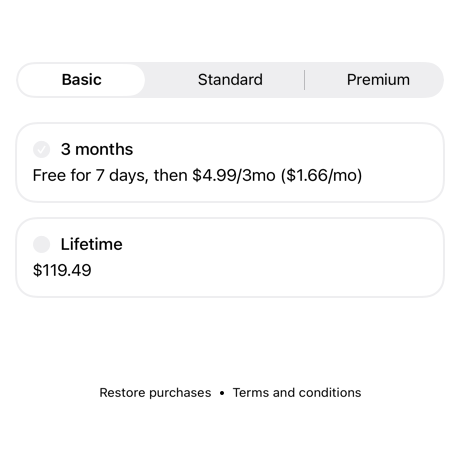 Basic Standard Premium
3 months
Free for 7 days, then $4.99/3mo ($1.66/mo)
Lifetime
$119.49
Restore purchases • Terms and conditions